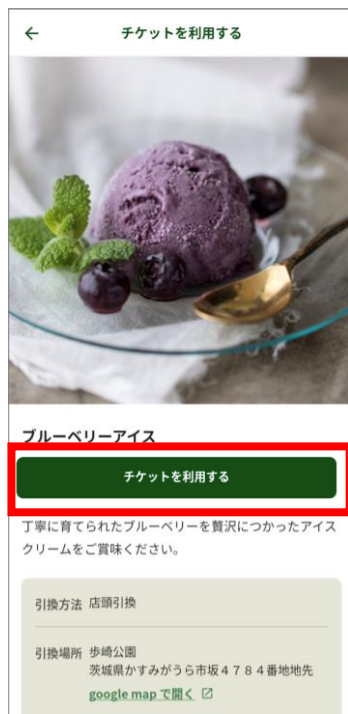 チケットを利用する
ブルーベリーアイス
チケットを利用する
丁寧に育てられたブルーベリーを贅沢につかったアイス
クリームをご賞味ください。
引換方法 店頭引換
引換場所 歩崎公園
茨城県かすみがうら市坂４７８４番地地先
google map で開く